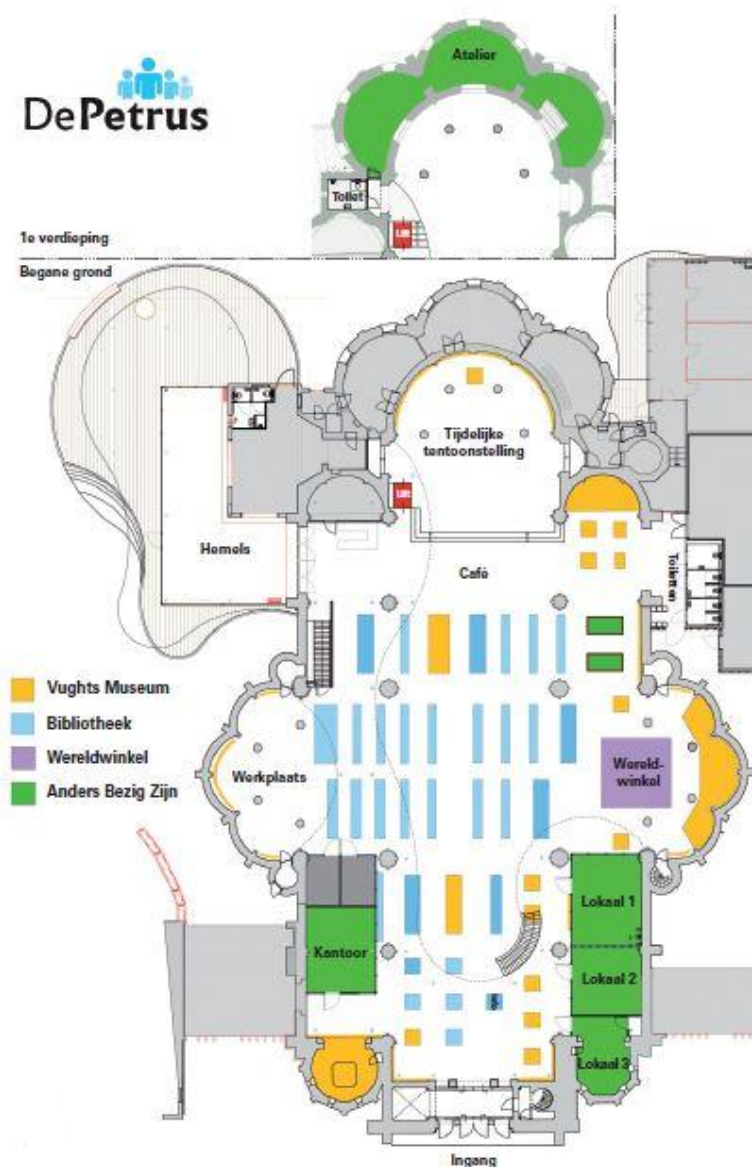 DePetrus
Atelier
Toilet
Lift
1e verdieping
Begane grond
Tijdelijke
tentoonstelling
Lift
Hemels
Café
Toiletten
Vughts Museum
Bibliotheek
Wereldwinkel
Anders Bezig Zijn
Werkplaats
Wereld-
winkel
Lokaal 1
Kantoor
Lokaal 2
Lokaal 3
Ingang